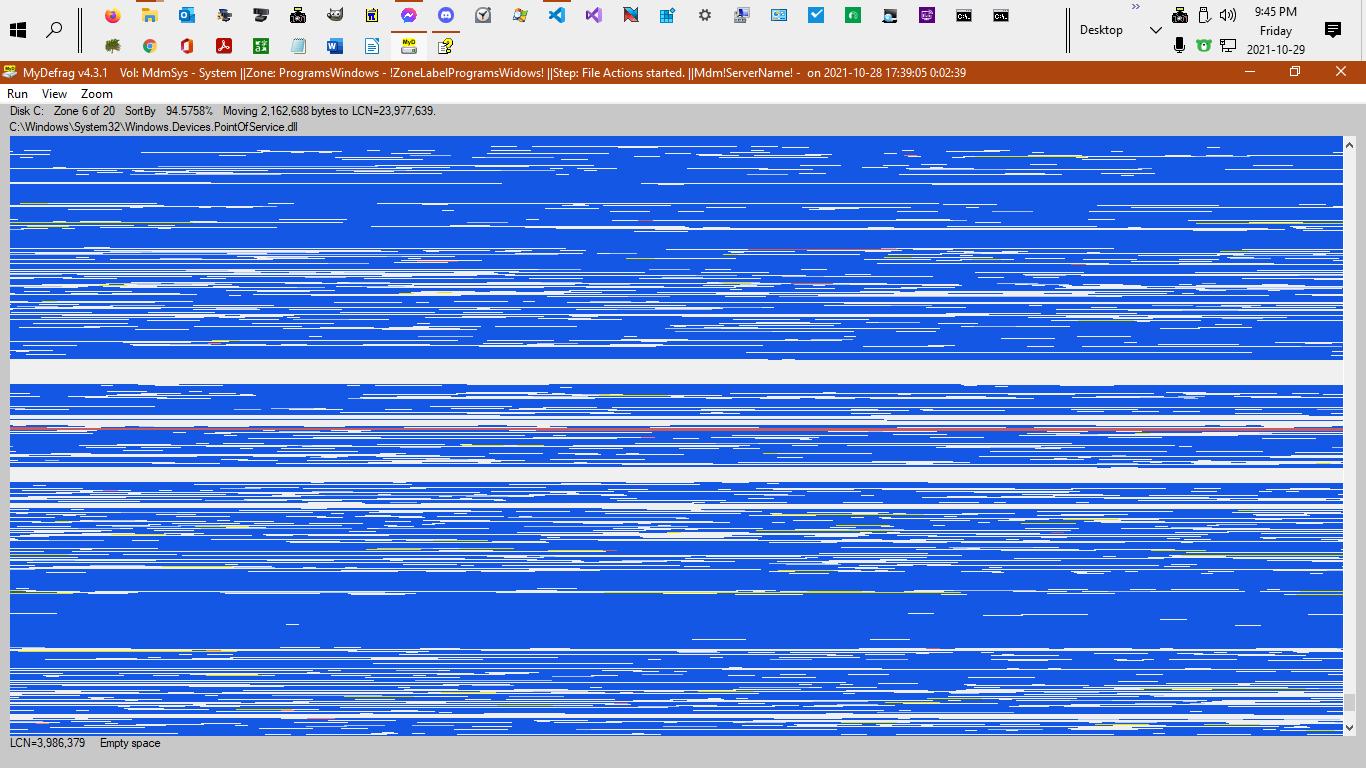 9:45 PM
Friday
2021-10-29
Desktop
MyDefrag v4.3.1 Vol: MdmSys - System ||Zone: ProgramsWindows - !ZoneLabelProgramsWidows! ||Step: File Actions started. ||Mdm!ServerName! - on 2021-10-28 17:39:05 0:02:39
Run View Zoom
Disk C: Zone 6 of 20 SortBy 94.5758% Moving 2,162,688 bytes to LCN=23,977,639.
C:\Windows\System32\Windows.Devices.PointOfService.dll
LCN=3,986,379 Empty space